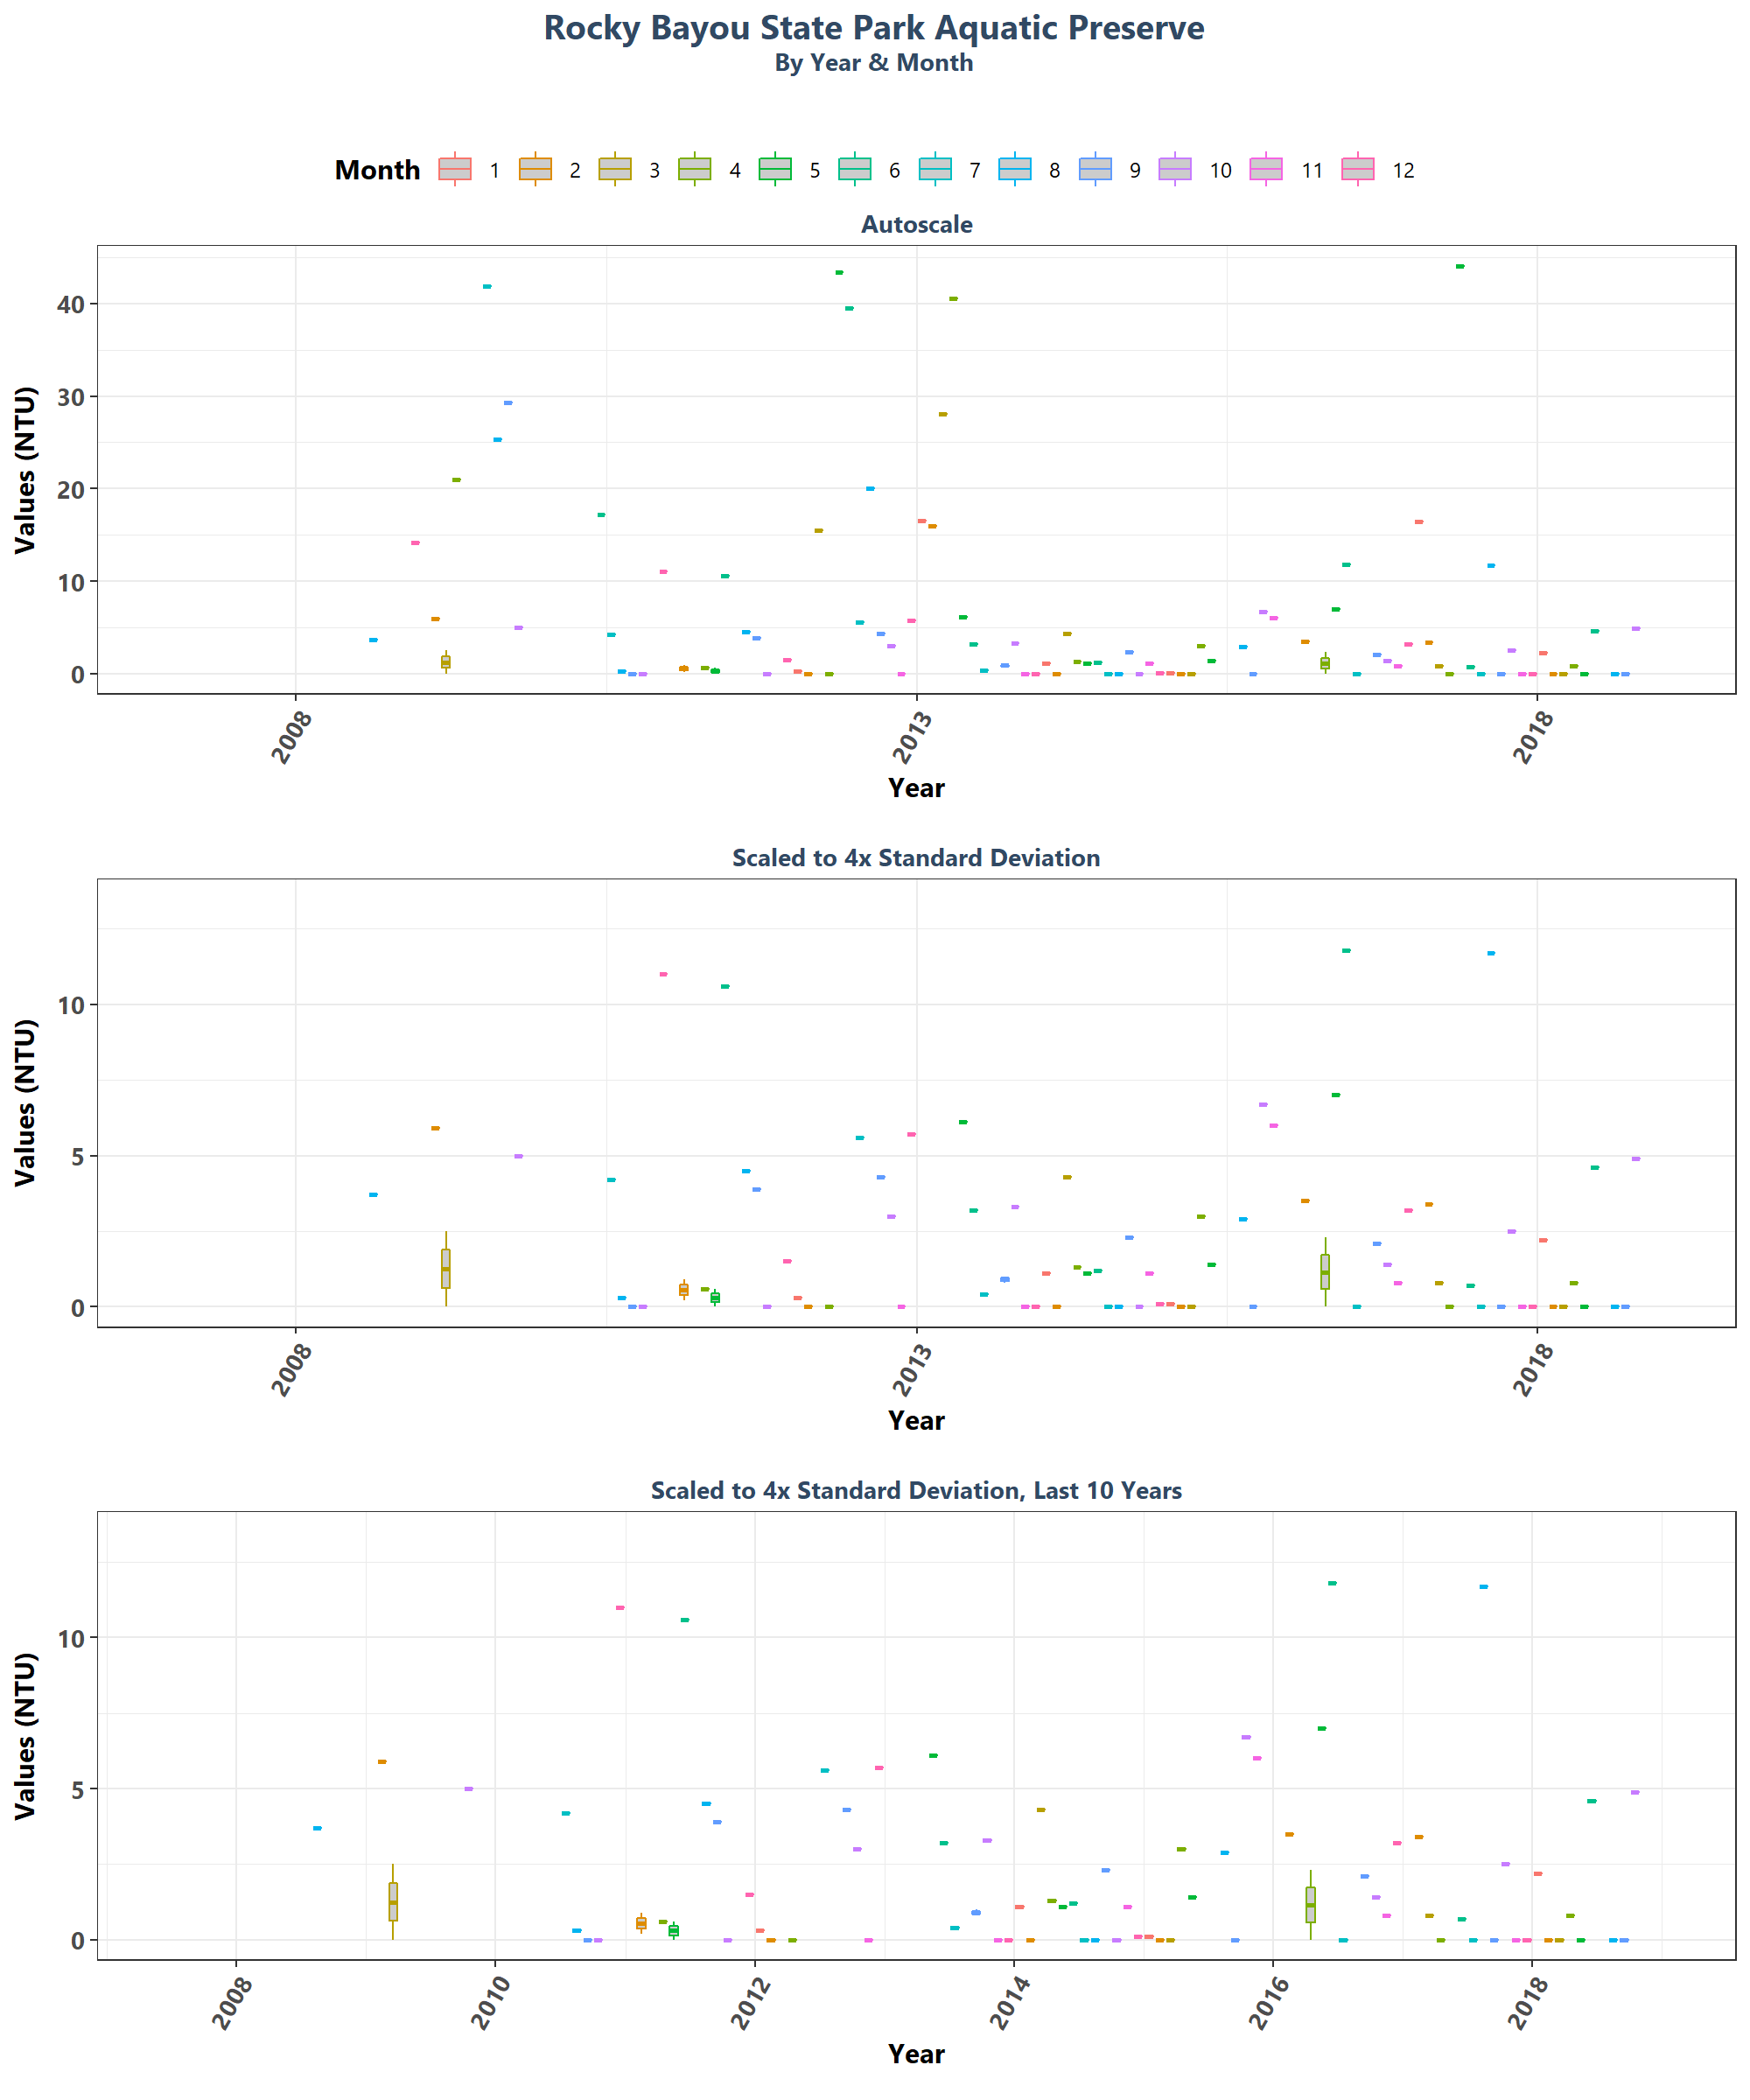 Rocky Bayou State Park Aquatic Preserve
By Year & Month
Month 1 2 3 4 5 6 7 8 9 10 11 12
Autoscale
Values (NTU)
40
30
20
10
0
2008 2013 2018
Year
Scaled to 4x Standard Deviation
Values (NTU)
10
5
0
2008 2013 2018
Year
Scaled to 4x Standard Deviation, Last 10 Years
Values (NTU)
10
5
0
2008 2010 2012 2014 2016 2018
Year